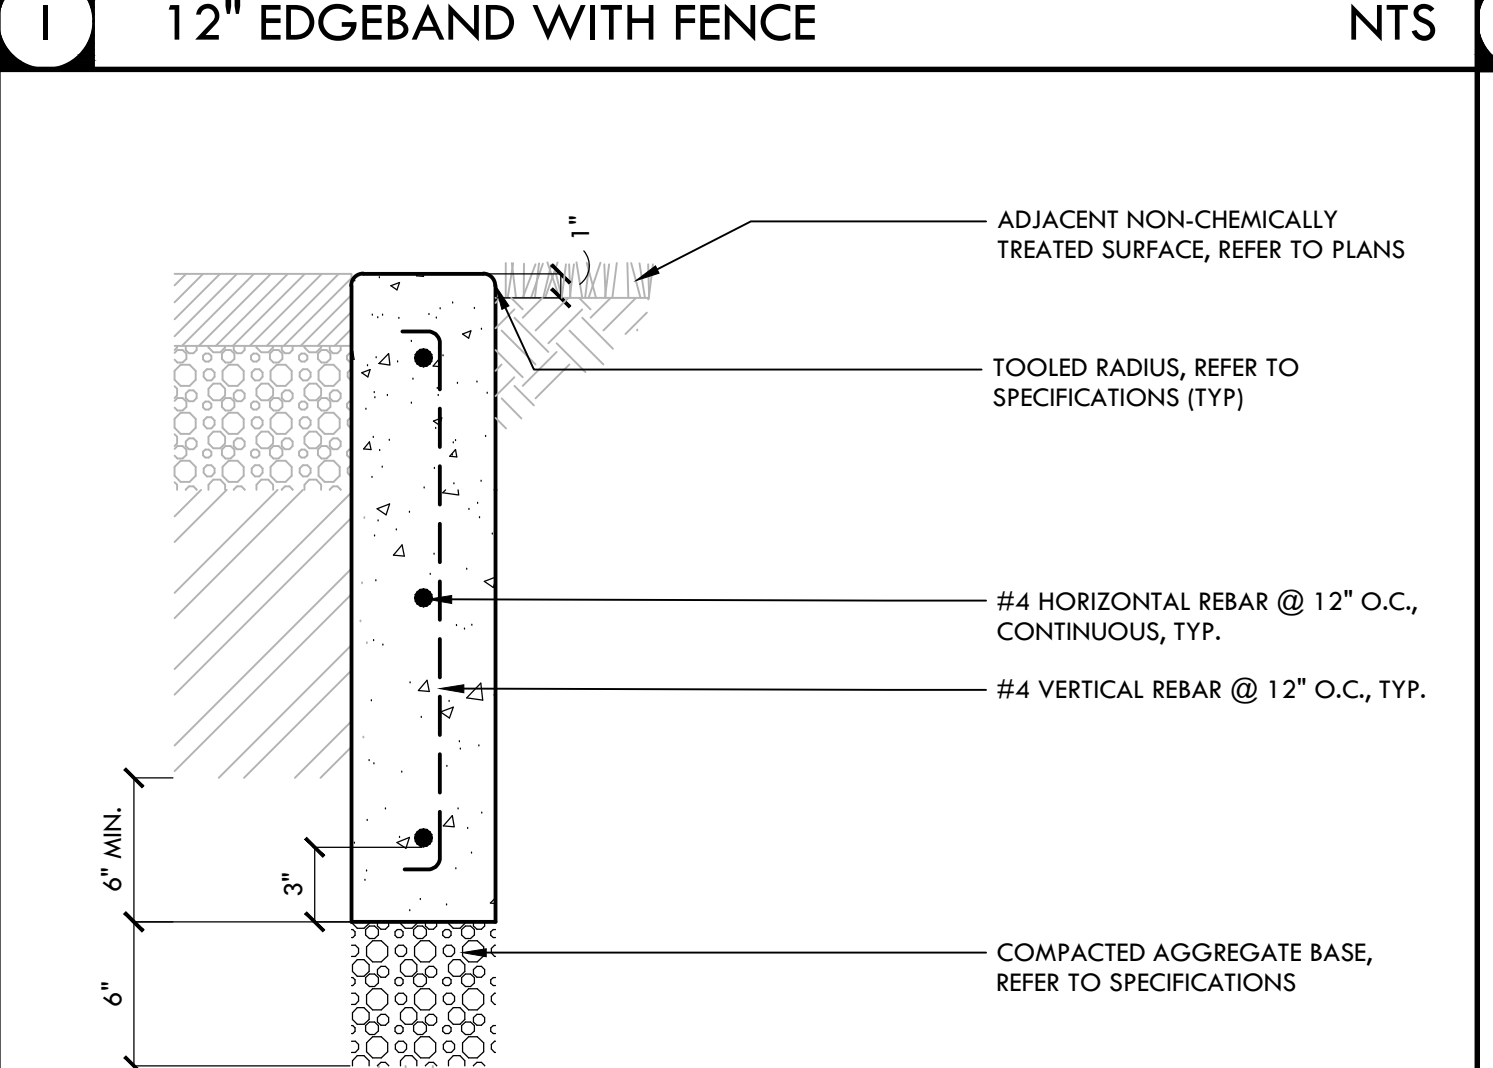 1 12" EDGEBAND WITH FENCE NTS
1"
ADJACENT NON-CHEMICALLY
TREATED SURFACE, REFER TO PLANS
TOOLED RADIUS, REFER TO
SPECIFICATIONS (TYP)
#4 HORIZONTAL REBAR @ 12" O.C.,
CONTINUOUS, TYP.
#4 VERTICAL REBAR @ 12" O.C., TYP.
6" MIN.
3"
COMPACTED AGGREGATE BASE,
REFER TO SPECIFICATIONS
6"